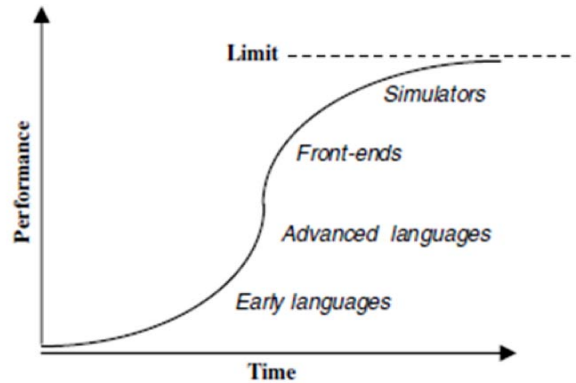 Limit
Simulators
Front-ends
Performance
Advanced languages
Early languages
Time